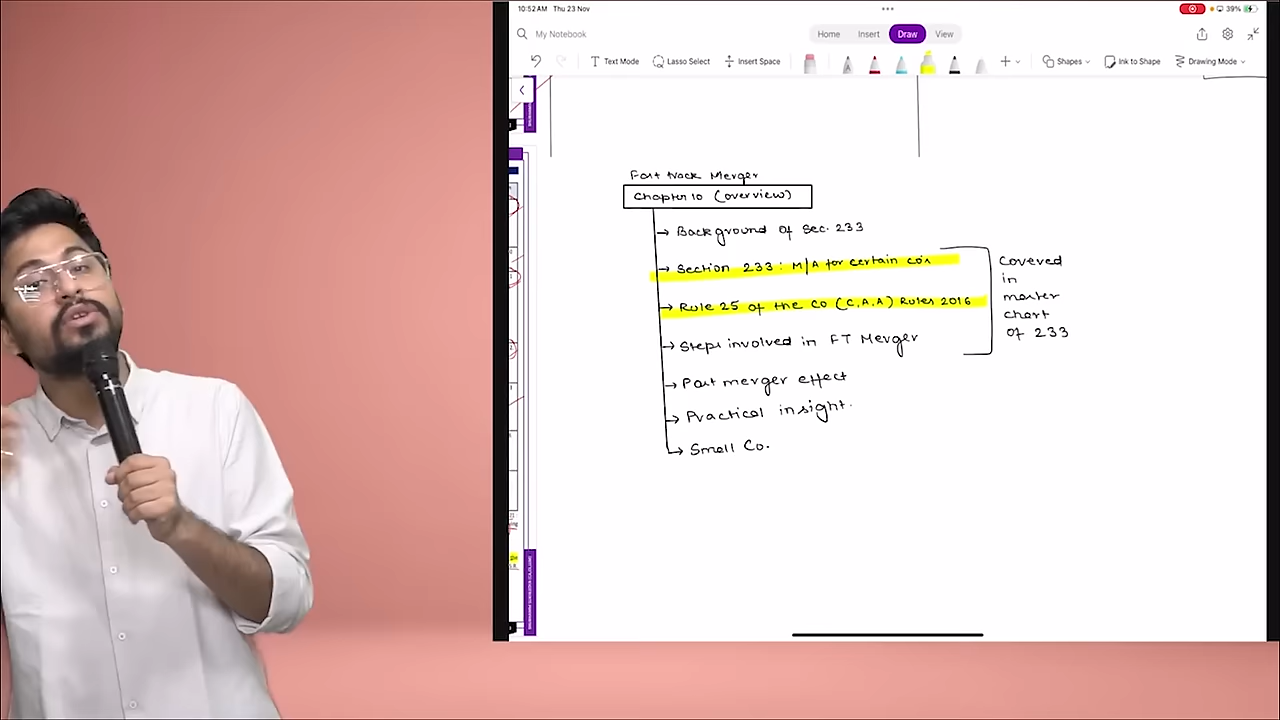 10:52 AM Thu 23 Nov
39%
My Notebook
Home Insert Draw View
Text Mode Lasso Select Insert Space Shapes Ink to Shape Drawing Mode
Fast track Merger
Chapter 10 (overview)
Background of Sec. 233
Section 233: M/A for certain co's
Rule 25 of the Co (C.A.A) Rules 2016
Steps involved in FT Merger
Covered
in
master
chart
of 233
Post merger effect
Practical insight.
Small Co.